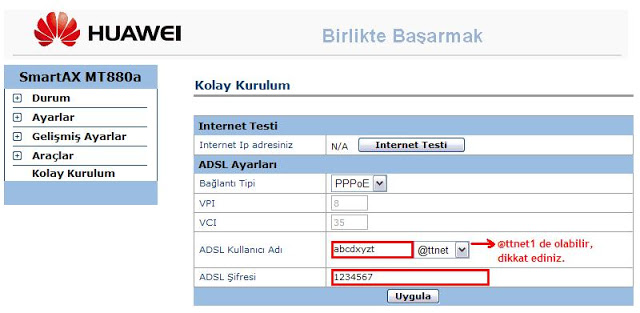 HUAWEI
Birlikte Başarmak
SmartAX MT880a
Durum
Ayarlar
Gelişmiş Ayarlar
Araçlar
Kolay Kurulum
Kolay Kurulum
Internet Testi
Internet Ip adresiniz N/A Internet Testi
ADSL Ayarları
Bağlantı Tipi PPPoE
VPI 8
VCI 35
ADSL Kullanıcı Adı abcdxyzt @ttnet @ttnet1 de olabilir,
dikkat ediniz.
ADSL Şifresi 1234567
Uygula